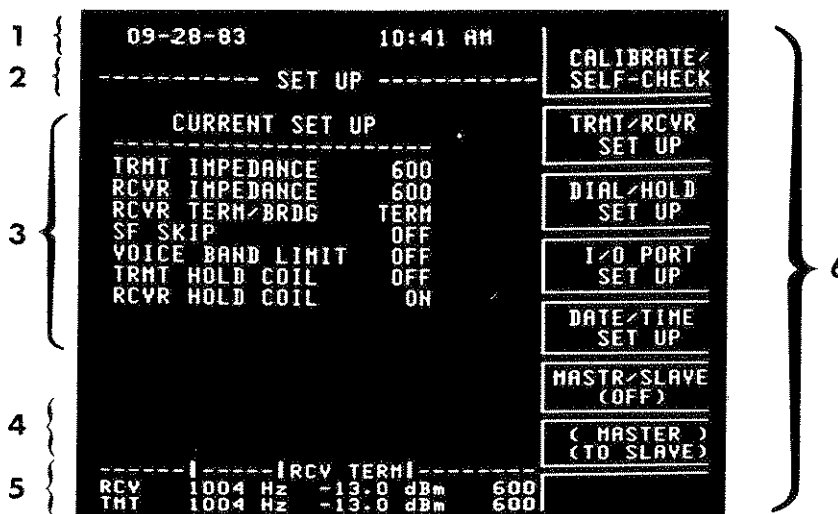 1
09-28-83 10:41 AM
2
------------ SET UP ------------
3
CURRENT SET UP
------------------------
TRMT IMPEDANCE 600
RCVR IMPEDANCE 600
RCVR TERM/BRDG TERM
SF SKIP OFF
VOICE BAND LIMIT OFF
TRMT HOLD COIL OFF
RCVR HOLD COIL ON
4
5
------|------|RCV TERM|--------
RCV 1004 Hz -13.0 dBm 600
TMT 1004 Hz -13.0 dBm 600
CALIBRATE/
SELF-CHECK
TRMT/RCVR
SET UP
DIAL/HOLD
SET UP
I/O PORT
SET UP
DATE/TIME
SET UP
MASTR/SLAVE
(OFF)
( MASTER )
(TO SLAVE)
6